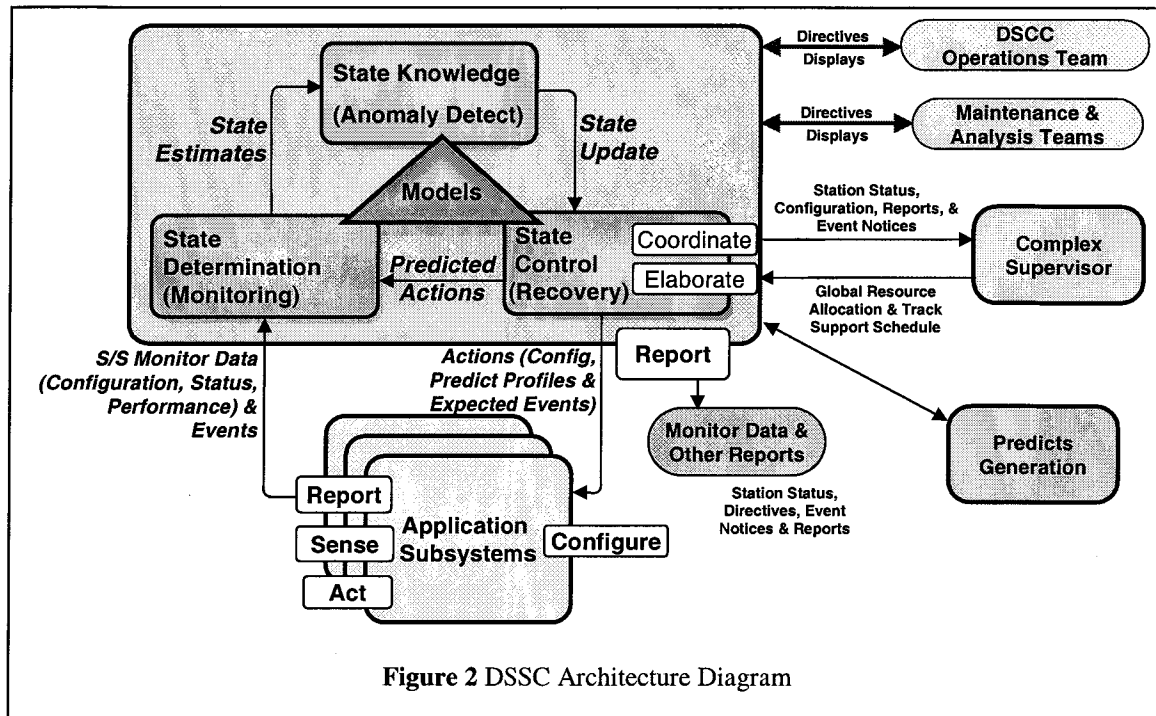 State Knowledge
(Anomaly Detect)
State
Estimates
State
Update
Models
State
Determination
(Monitoring)
Predicted
Actions
State
Control
(Recovery)
Coordinate
Elaborate
Directives
Displays
DSCC
Operations Team
Directives
Displays
Maintenance &
Analysis Teams
Station Status,
Configuration, Reports, &
Event Notices
Complex
Supervisor
Global Resource
Allocation & Track
Support Schedule
Report
S/S Monitor Data
(Configuration, Status,
Performance) &
Events
Actions (Config,
Predict Profiles &
Expected Events)
Monitor Data &
Other Reports
Predicts
Generation
Station Status,
Directives, Event
Notices & Reports
Report
Sense
Act
Application
Subsystems
Configure
Figure 2 DSSC Architecture Diagram